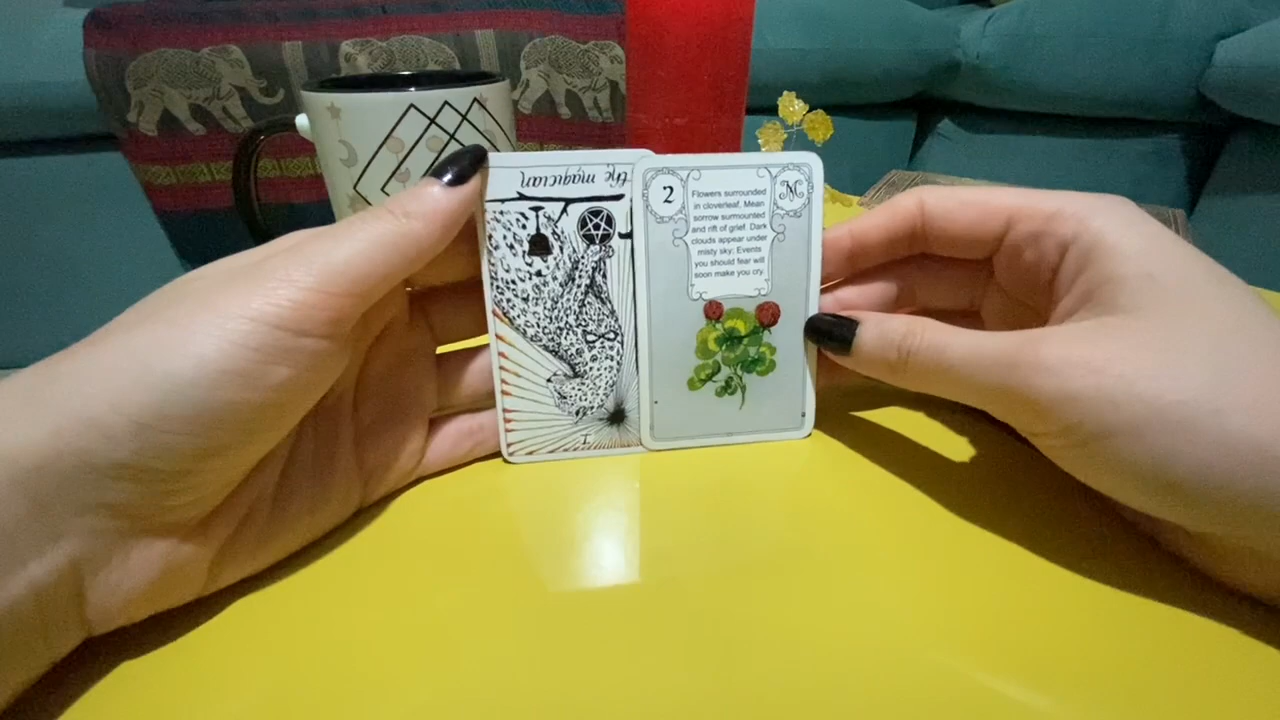 the magician
I
2
Flowers surrounded
in cloverleaf. Mean
sorrow surmounted
and rift of grief. Dark
clouds appear under
misty sky; Events
you should fear will
soon make you cry.
M